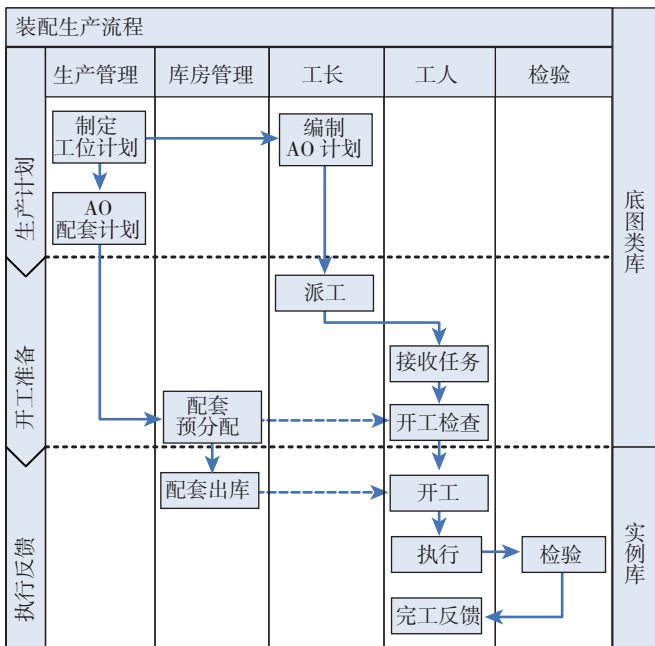 装配生产流程
生产管理
库房管理
工长
工人
检验
生产计划
开工准备
执行反馈
制定
工位计划
编制
AO 计划
AO
配套计划
派工
接收任务
配套
预分配
开工检查
配套出库
开工
执行
检验
完工反馈
底图类库
实例库